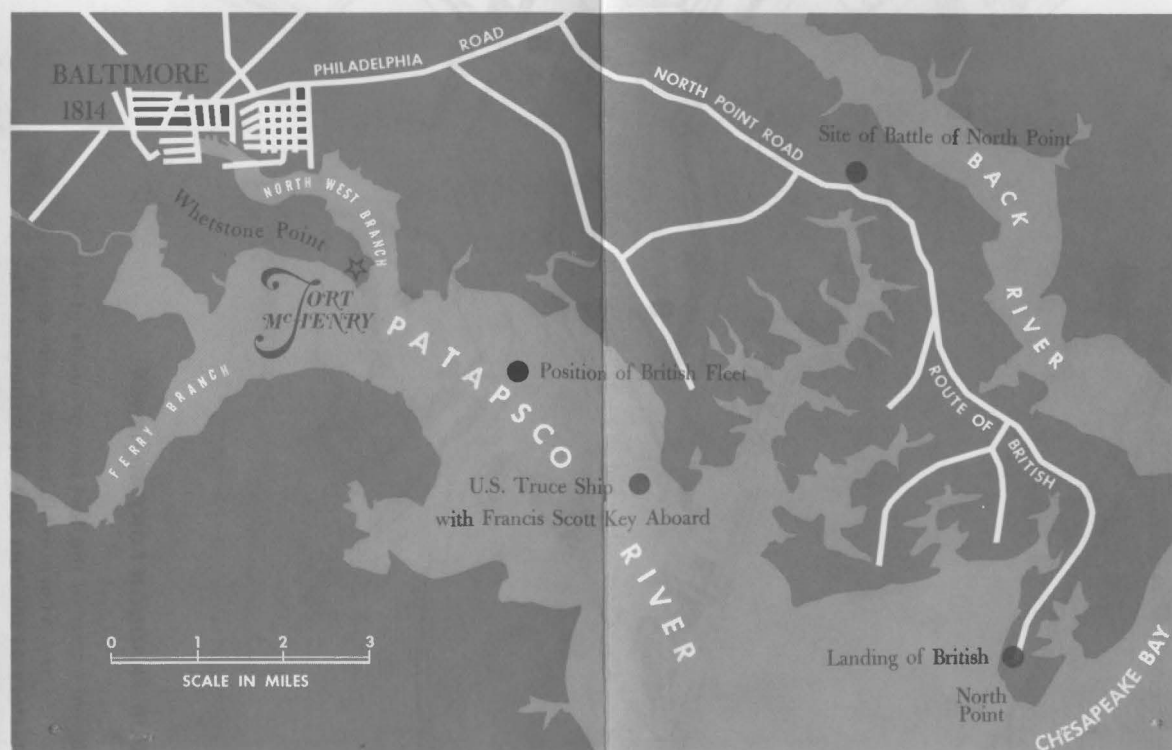 BALTIMORE
1814
PHILADELPHIA ROAD
NORTH POINT ROAD
Site of Battle of North Point
BACK RIVER
NORTH WEST BRANCH
Whetstone Point
FORT
McHENRY
PATAPSCO RIVER
FERRY BRANCH
Position of British Fleet
ROUTE OF BRITISH
U.S. Truce Ship
with Francis Scott Key Aboard
0 1 2 3
SCALE IN MILES
Landing of British
North
Point
CHESAPEAKE BAY